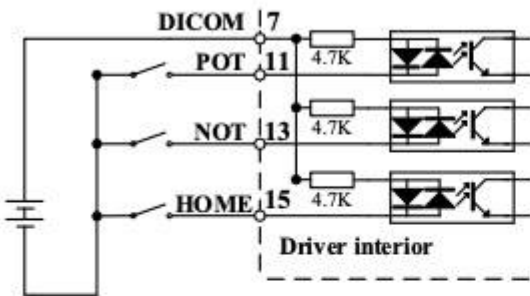 DICOM 7
4.7K
POT 11
4.7K
NOT 13
HOME 15 4.7K
Driver interior